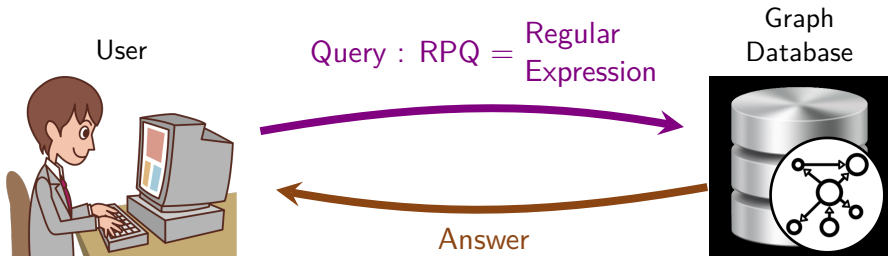 User
Query : RPQ = Regular
Expression
Graph
Database
Answer